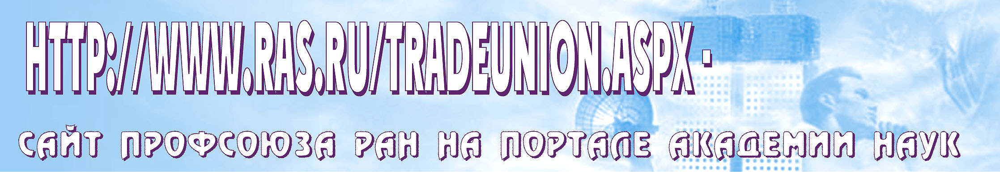 HTTP://WWW.RAS.RU/TRADEUNION.ASPX -
САЙТ ПРОФСОЮЗА РАН НА ПОРТАЛЕ АКАДЕМИИ НАУК